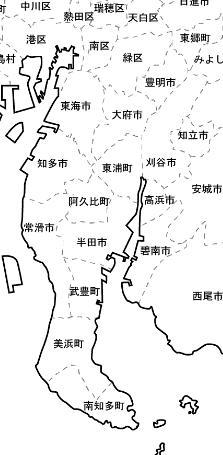 中川区
瑞穂区
日進市
町
熱田区
天白区
港区
南区
東郷町
緑区
島村
みよし
豊明市
東海市
大府市
知立市
知多市
東浦町
刈谷市
安城市
阿久比町
高浜市
常滑市
半田市
碧南市
武豊町
西尾市
美浜町
南知多町